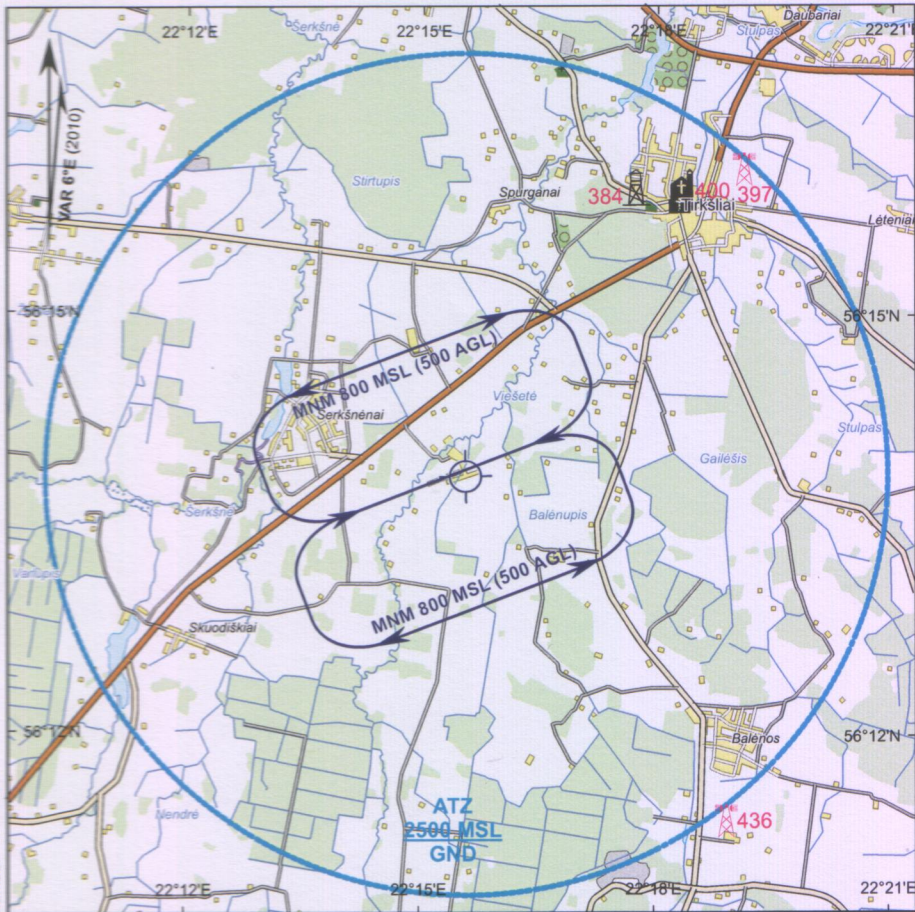 22°12'E
Šerkšnė
22°15'E
22°18'E
Stulpas
Daubariai
22°21'E
VAR 6°E (2010)
Stirtupis
Spurganai
384
400
397
Tirkšliai
Lėteniai
56°15'N
56°15'N
MNM 800 MSL (500 AGL)
Viešetė
Šerkšnėnai
Stulpas
Gailėšis
Šerkšnė
Balėnupis
Varlupis
MNM 800 MSL (500 AGL)
Skuodiškiai
56°12'N
Balėnos
56°12'N
Nendrė
ATZ
2500 MSL
GND
436
22°12'E
22°15'E
22°18'E
22°21'E